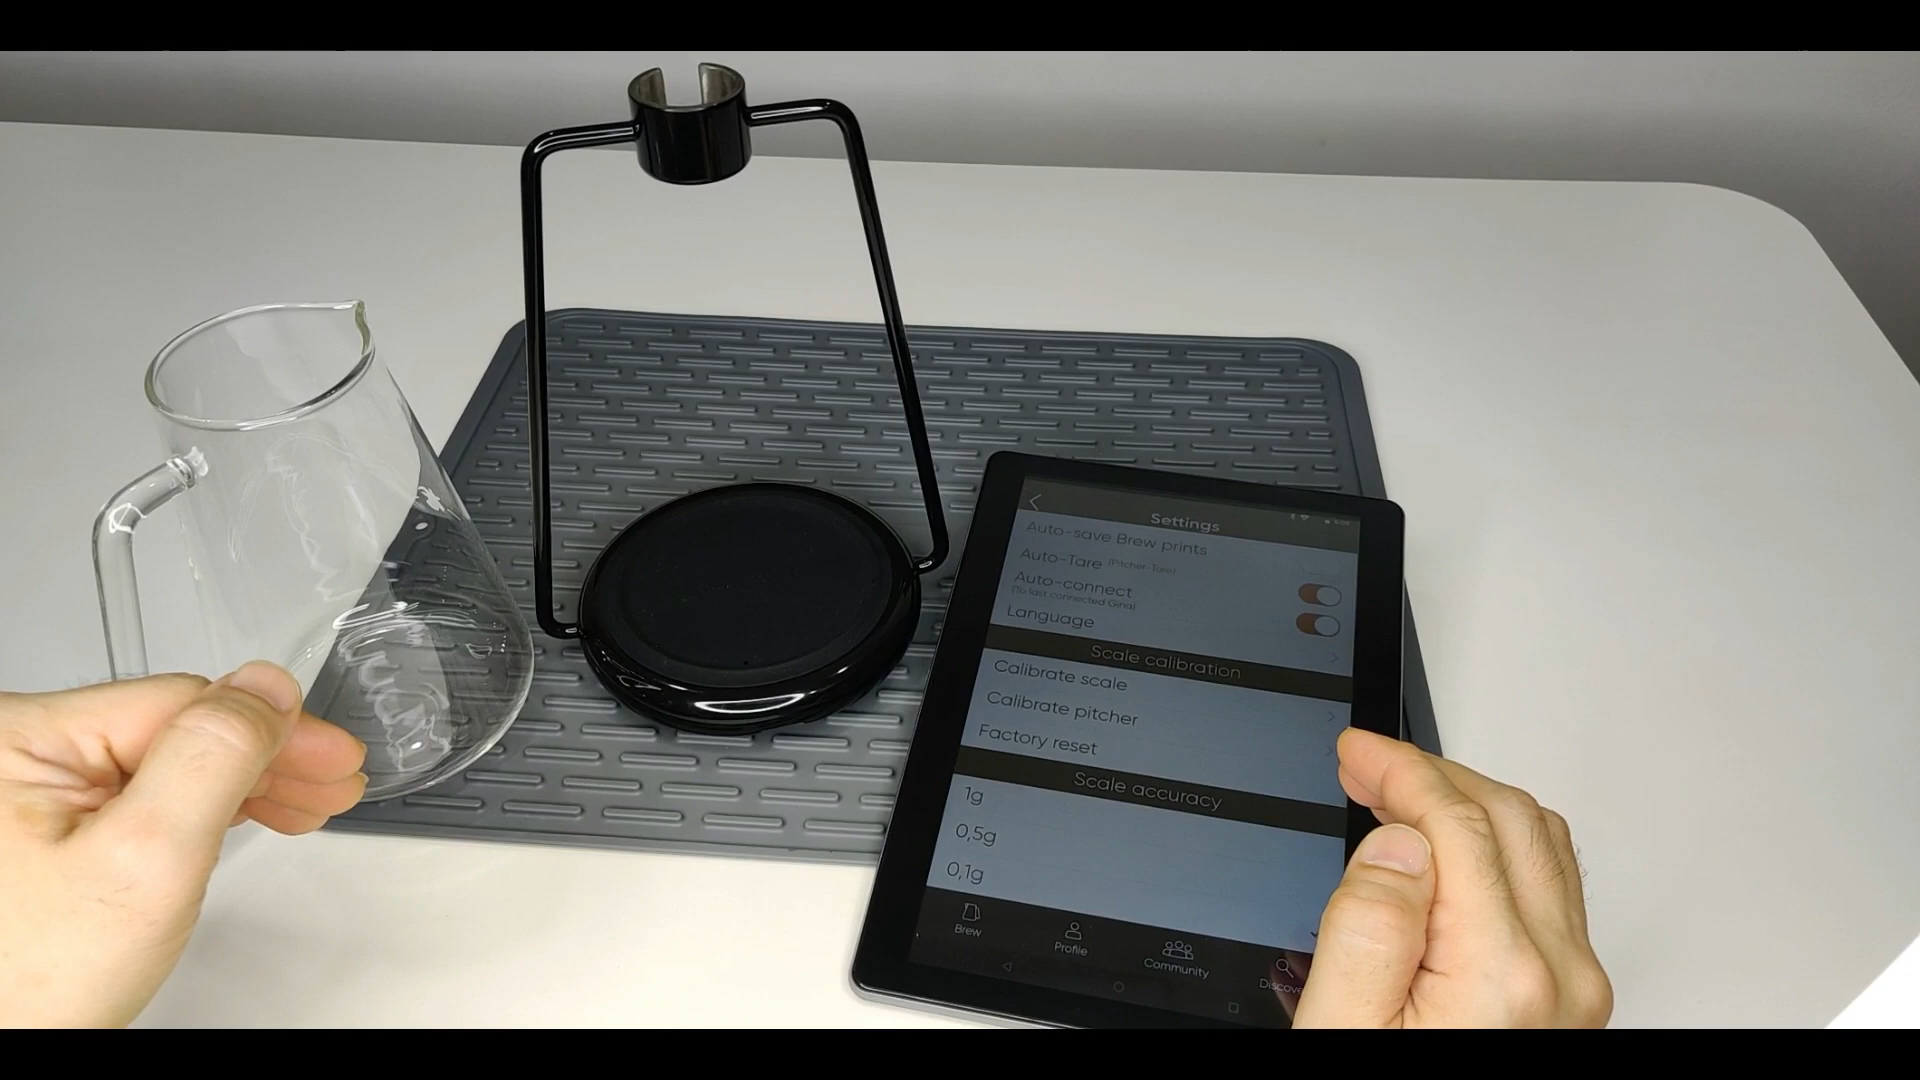 Settings
Auto-save Brew prints
Auto-Tare (Pitcher-Tare)
Auto-connect
(To last connected Gina)
Language
Scale calibration
Calibrate scale
Calibrate pitcher
Factory reset
Scale accuracy
1g
0,5g
0,1g
Brew
Profile
Community
Discove